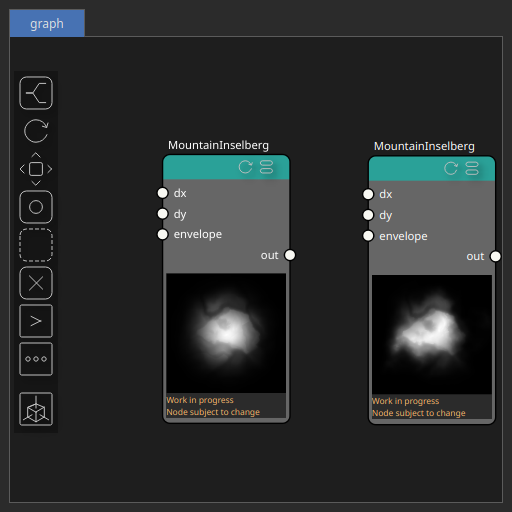 graph
MountainInselberg
dx
dy
envelope
out
Work in progress
Node subject to change
MountainInselberg
dx
dy
envelope
out
Work in progress
Node subject to change